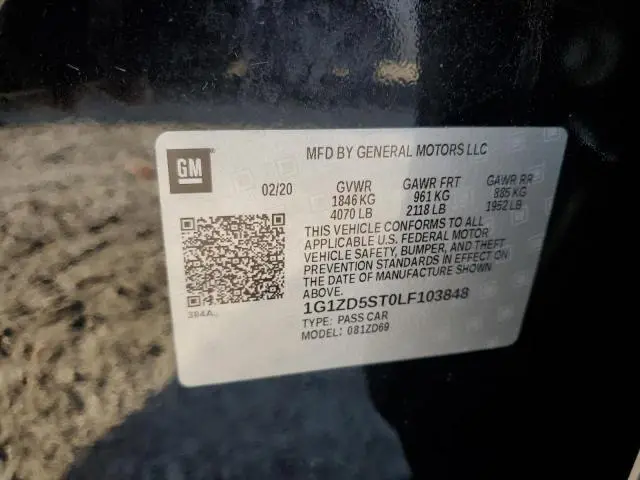 GM
MFD BY GENERAL MOTORS LLC
02/20 GVWR GAWR FRT GAWR RR
1846 KG 961 KG 885 KG
4070 LB 2118 LB 1952 LB
THIS VEHICLE CONFORMS TO ALL
APPLICABLE U.S. FEDERAL MOTOR
VEHICLE SAFETY, BUMPER, AND THEFT
PREVENTION STANDARDS IN EFFECT ON
THE DATE OF MANUFACTURE SHOWN
ABOVE.
384A
1G1ZD5ST0LF103848
TYPE: PASS CAR
MODEL: 081ZD69